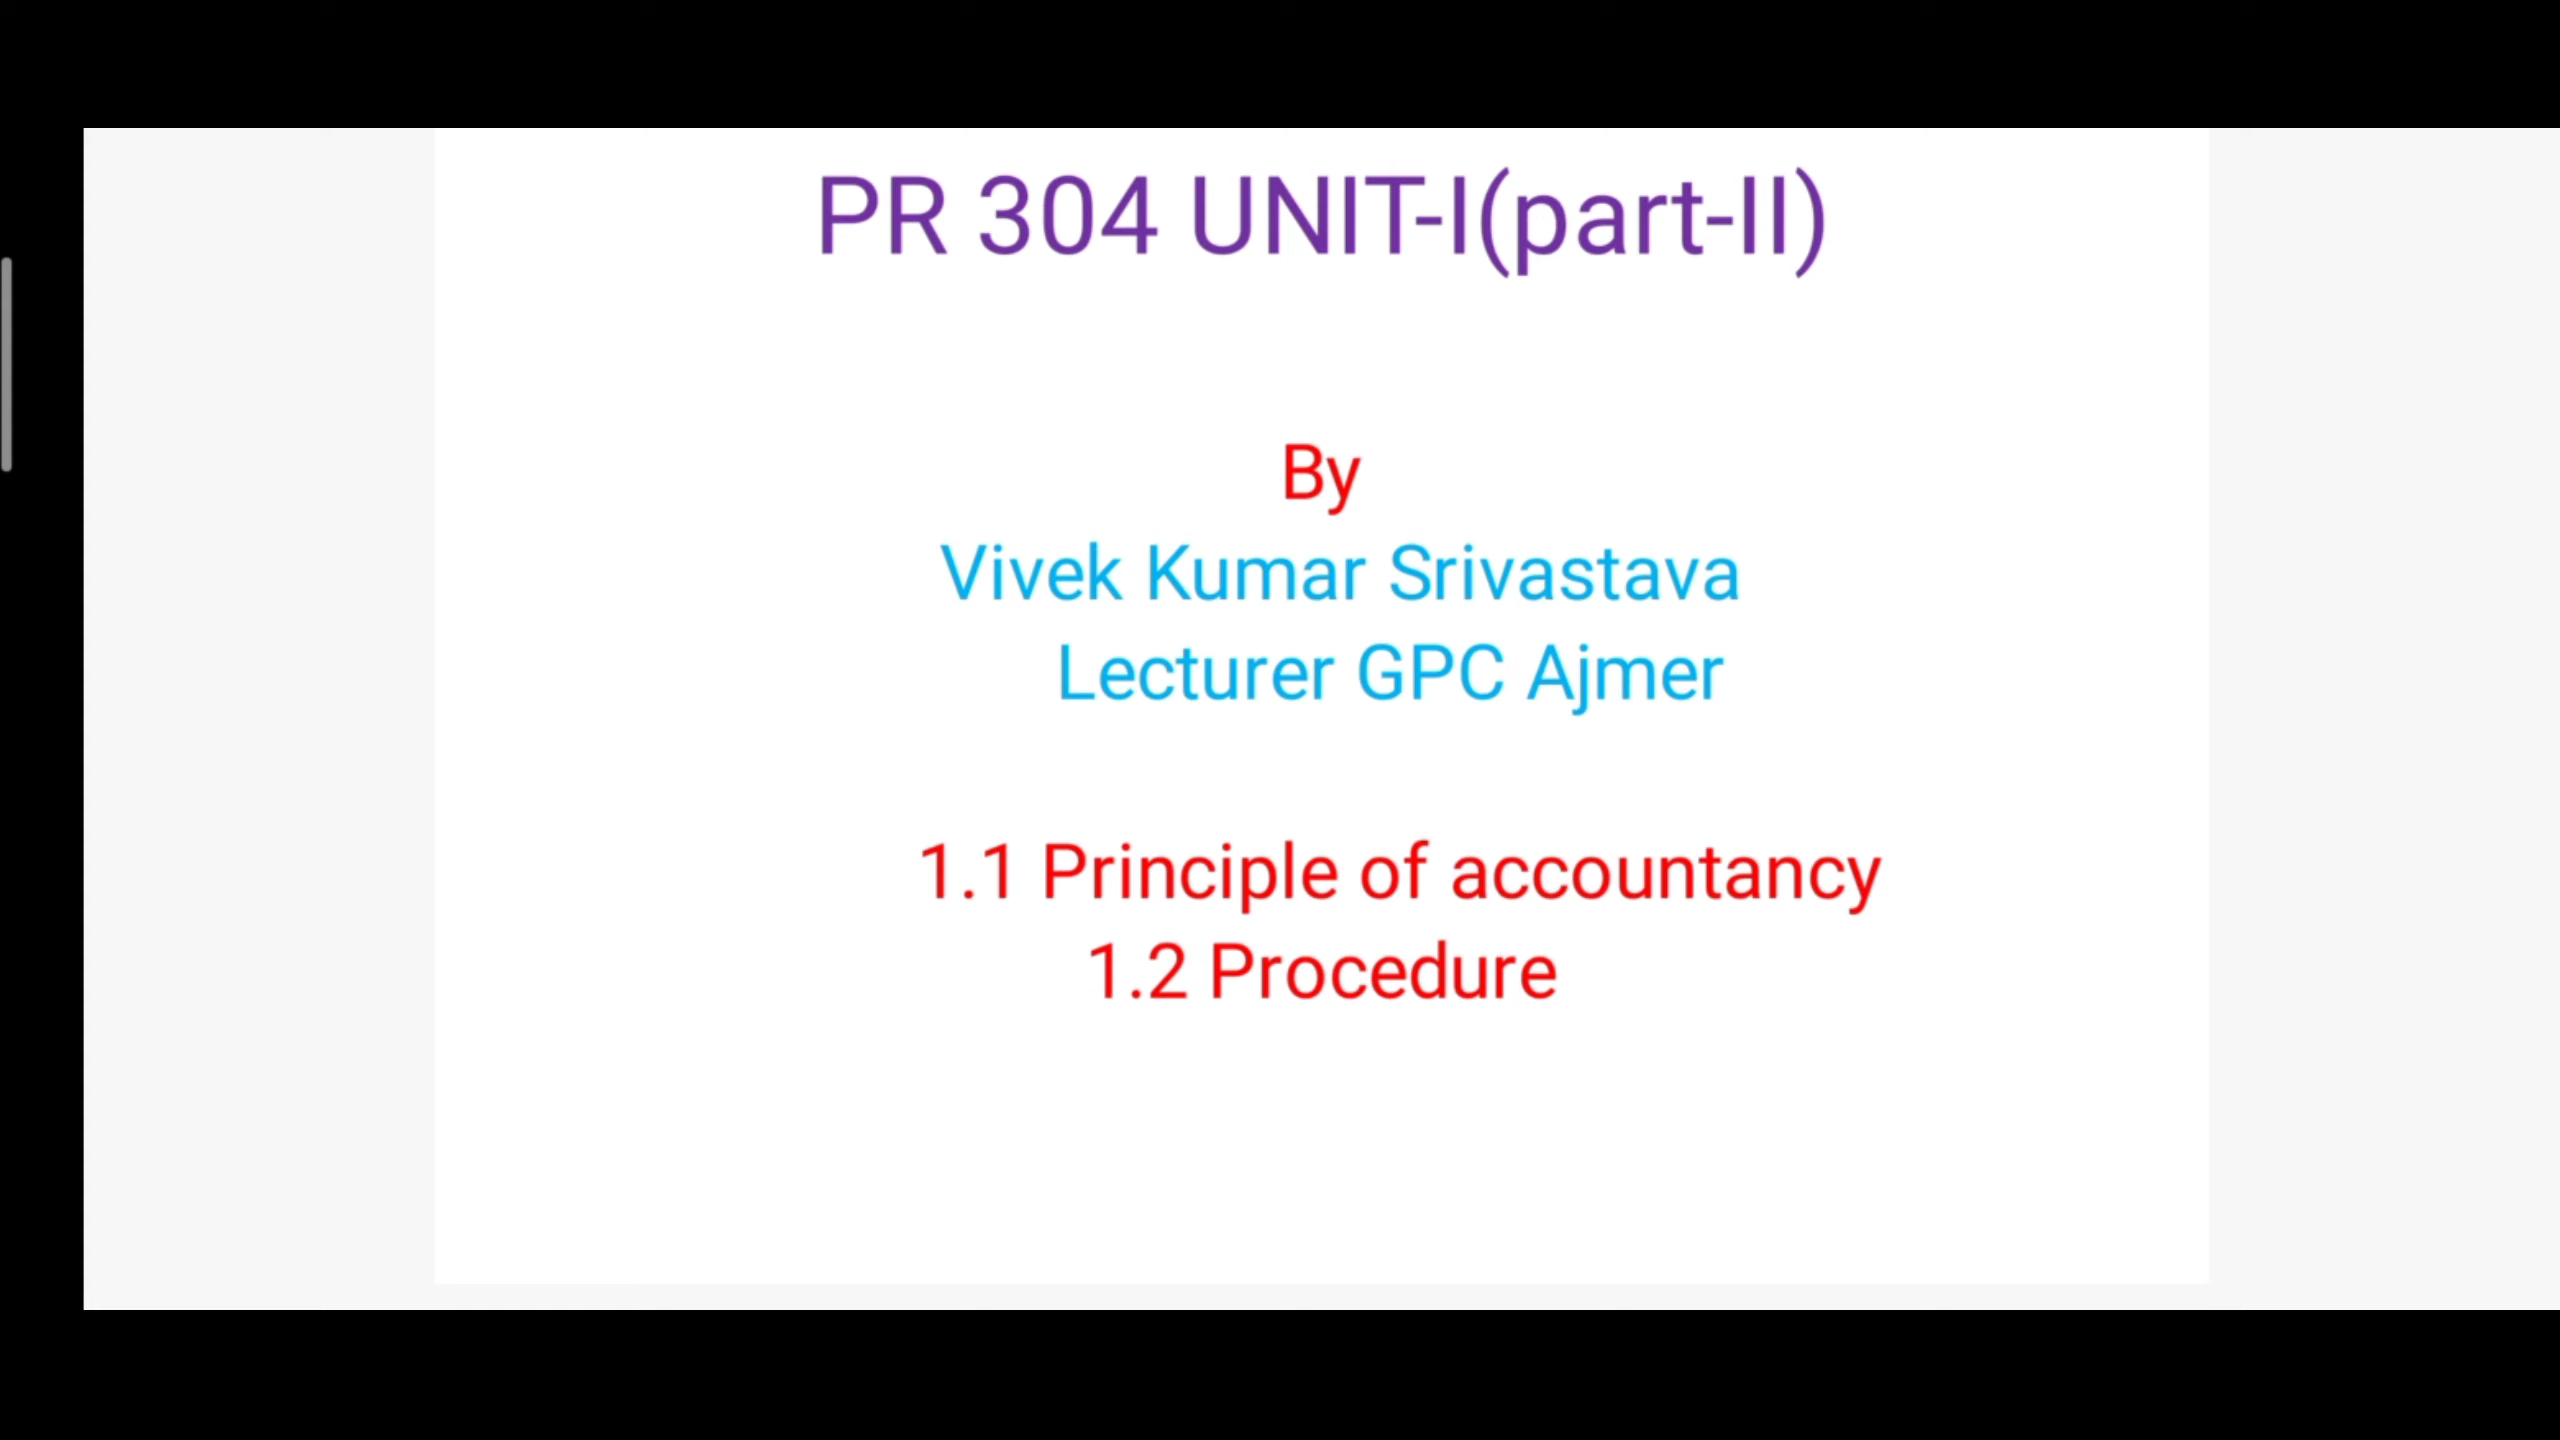 PR 304 UNIT-I(part-II)
By
Vivek Kumar Srivastava
Lecturer GPC Ajmer
1.1 Principle of accountancy
1.2 Procedure